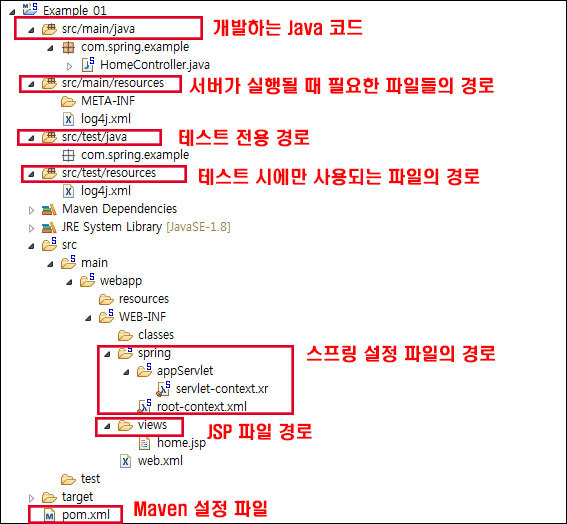 Example_01
src/main/java 개발하는 Java 코드
com.spring.example
HomeController.java
src/main/resources 서버가 실행될 때 필요한 파일들의 경로
META-INF
log4j.xml
src/test/java 테스트 전용 경로
com.spring.example
src/test/resources 테스트 시에만 사용되는 파일의 경로
log4j.xml
Maven Dependencies
JRE System Library [JavaSE-1.8]
src
main
webapp
resources
WEB-INF
classes
spring 스프링 설정 파일의 경로
appServlet
servlet-context.xr
root-context.xml
views JSP 파일 경로
home.jsp
web.xml
test
target
pom.xml Maven 설정 파일